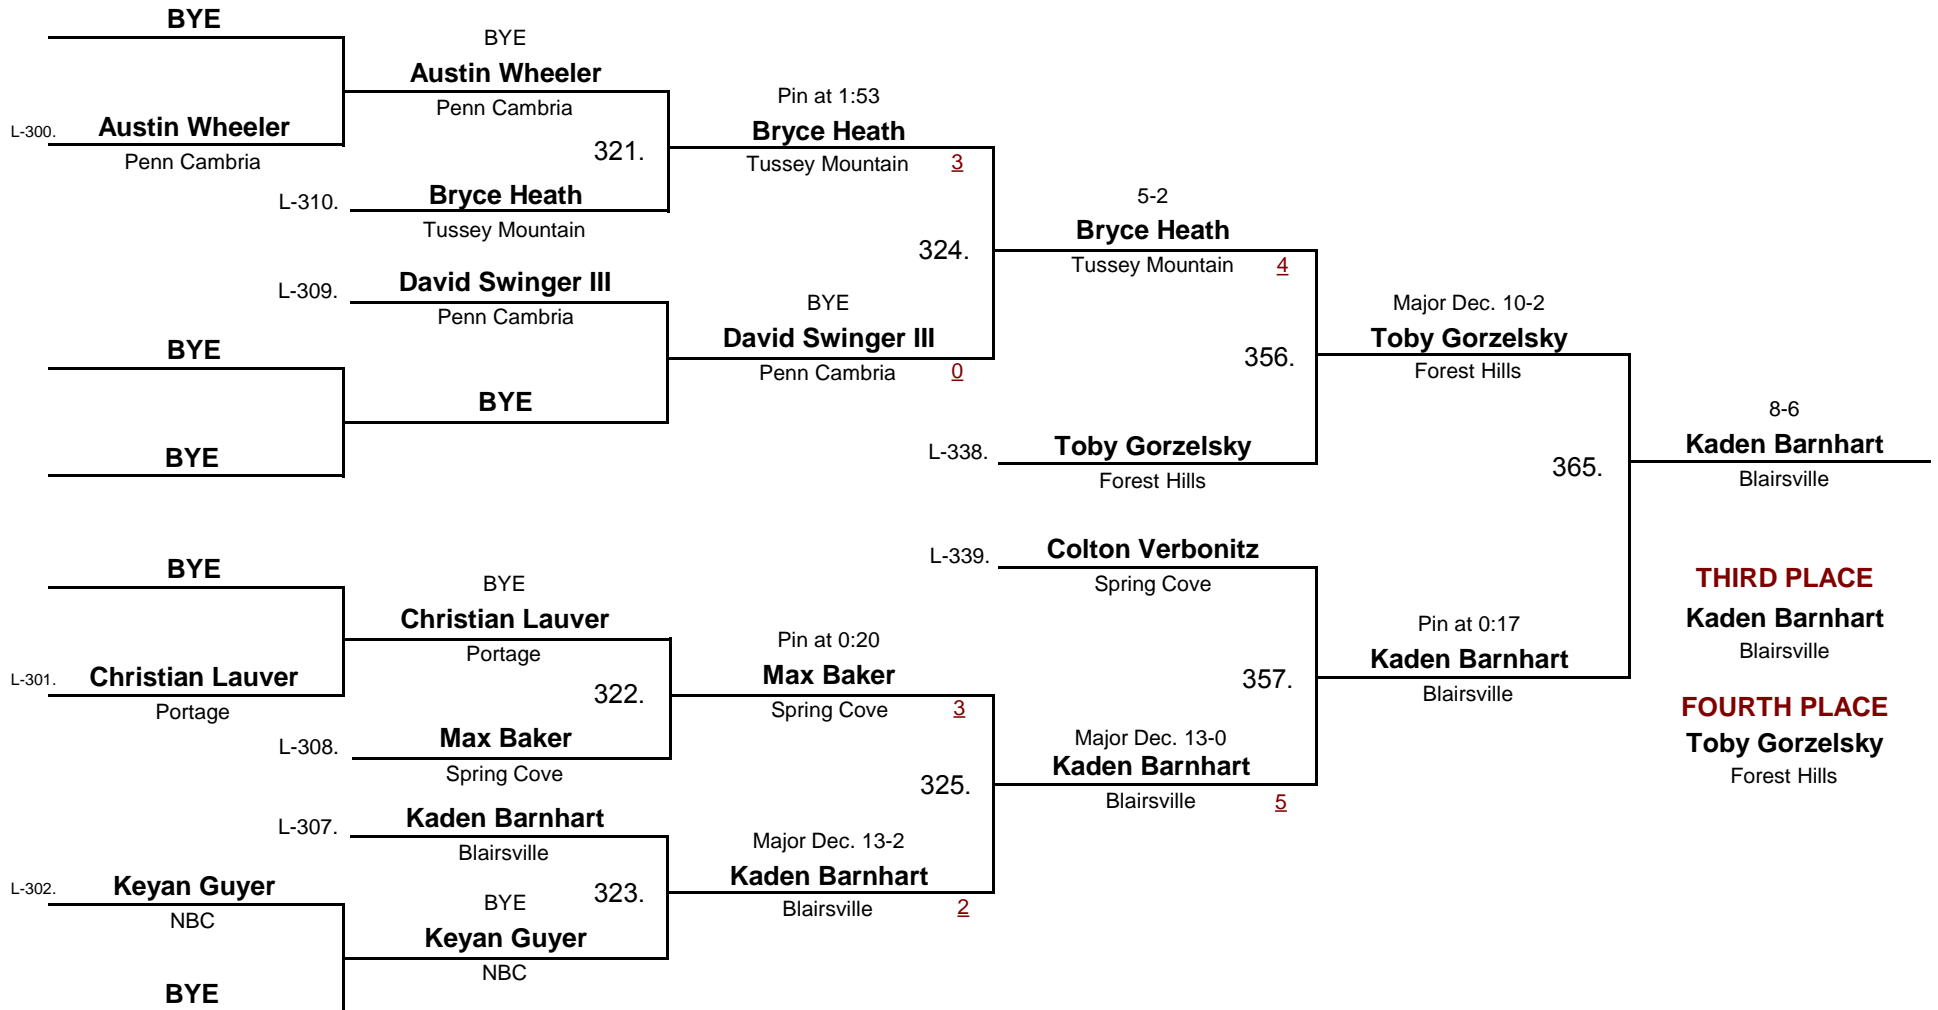 BYE
BYE
Austin Wheeler
Penn Cambria
L-300.
Austin Wheeler
Penn Cambria
321.
Pin at 1:53
Bryce Heath
Tussey Mountain
3
L-310.
Bryce Heath
Tussey Mountain
5-2
Bryce Heath
Tussey Mountain
4
324.
L-309.
David Swinger III
Penn Cambria
BYE
David Swinger III
Penn Cambria
0
BYE
BYE
BYE
356.
Major Dec. 10-2
Toby Gorzelsky
Forest Hills
L-338.
Toby Gorzelsky
Forest Hills
365.
8-6
Kaden Barnhart
Blairsville
L-339.
Colton Verbonitz
Spring Cove
BYE
BYE
Christian Lauver
Portage
L-301.
Christian Lauver
Portage
322.
Pin at 0:20
Max Baker
Spring Cove
3
L-308.
Max Baker
Spring Cove
357.
Pin at 0:17
Kaden Barnhart
Blairsville
THIRD PLACE
Kaden Barnhart
Blairsville
FOURTH PLACE
Toby Gorzelsky
Forest Hills
325.
Major Dec. 13-0
Kaden Barnhart
Blairsville
5
L-307.
Kaden Barnhart
Blairsville
Major Dec. 13-2
Kaden Barnhart
Blairsville
2
L-302.
Keyan Guyer
NBC
323.
BYE
Keyan Guyer
NBC
BYE